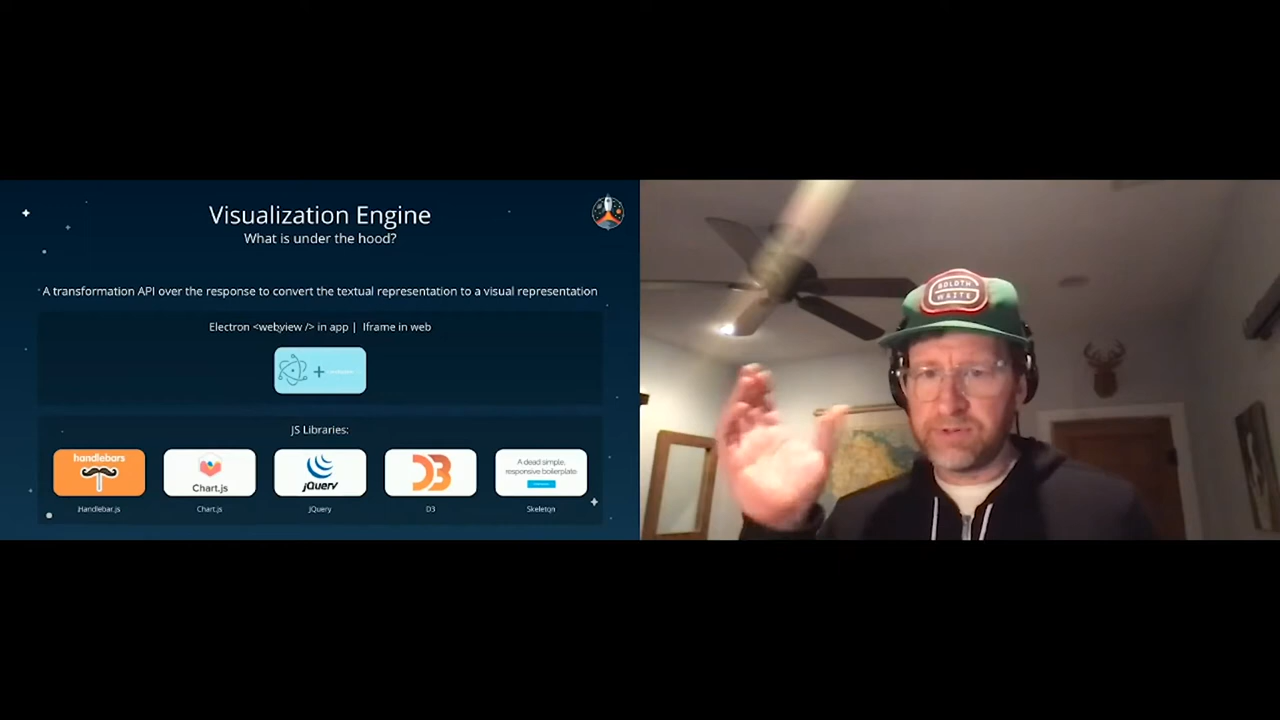 Visualization Engine
What is under the hood?
A transformation API over the response to convert the textual representation to a visual representation
Electron <webview /> in app | Iframe in web
+
JS Libraries:
handlebars
Chart.js
jQuery
D3
A dead simple,
responsive boilerplate
Handlebar.js
Chart.js
JQuery
D3
Skeleton
WAITE